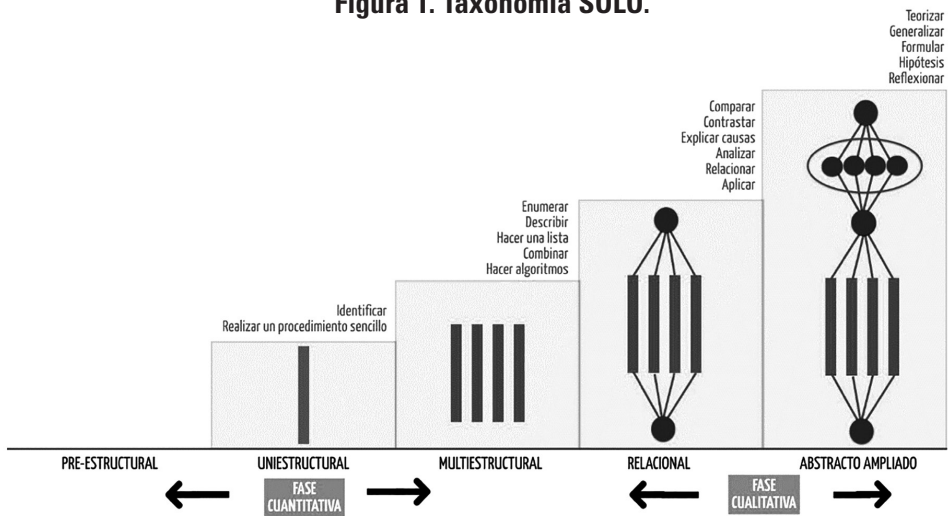 Figura 1. Taxonomía SOLO.
Teorizar
Generalizar
Formular
Hipótesis
Reflexionar
Comparar
Contrastar
Explicar causas
Analizar
Relacionar
Aplicar
Enumerar
Describir
Hacer una lista
Combinar
Hacer algoritmos
Identificar
Realizar un procedimiento sencillo
PRE-ESTRUCTURAL
UNIESTRUCTURAL
MULTIESTRUCTURAL
RELACIONAL
ABSTRACTO AMPLIADO
FASE
CUANTITATIVA
FASE
CUALITATIVA